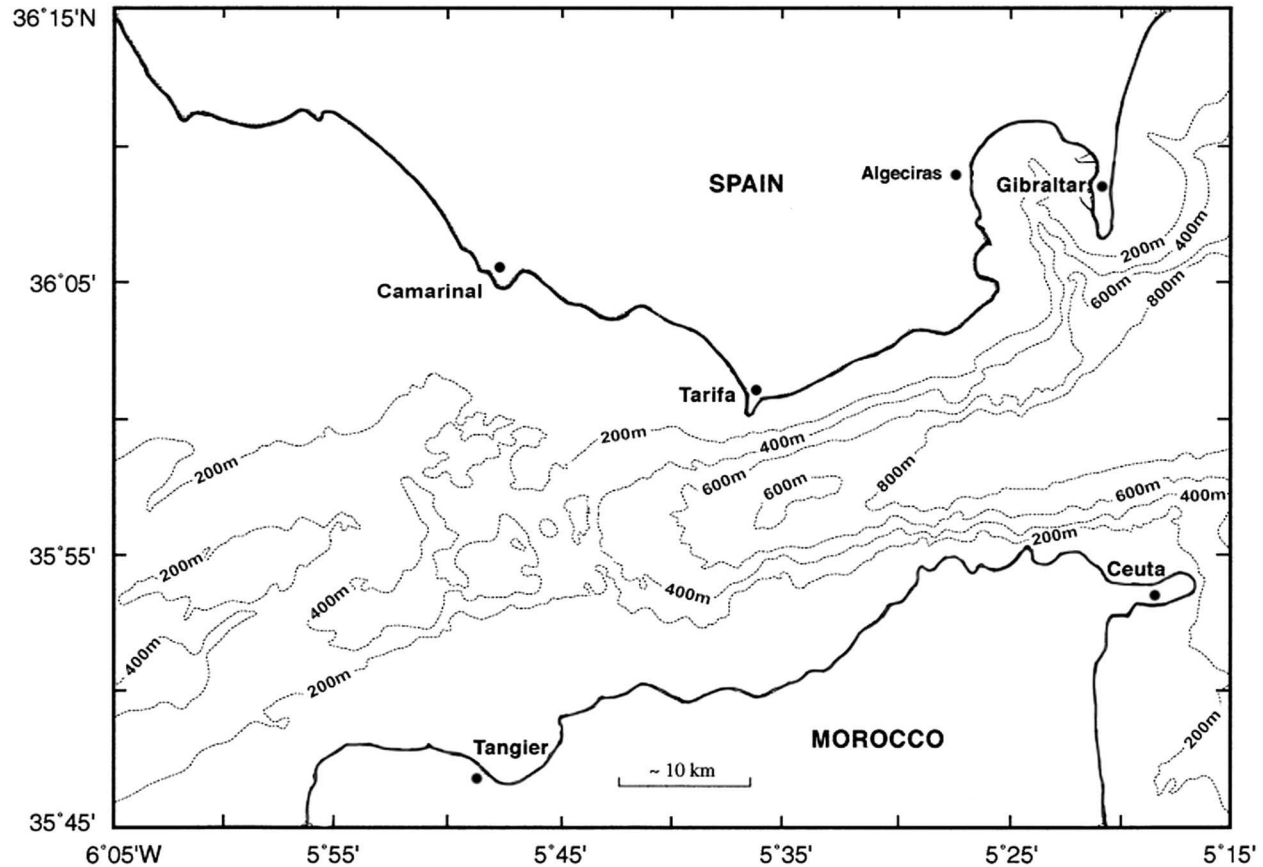 36°15'N
SPAIN
Algeciras
Gibraltar
200m
400m
36°05'
Camarinal
600m
800m
Tarifa
200m
400m
200m
600m
600m
800m
600m
400m
200m
35°55'
200m
Ceuta
400m
400m
400m
200m
MOROCCO
200m
Tangier
~ 10 km
35°45'
6°05'W
5°55'
5°45'
5°35'
5°25'
5°15'